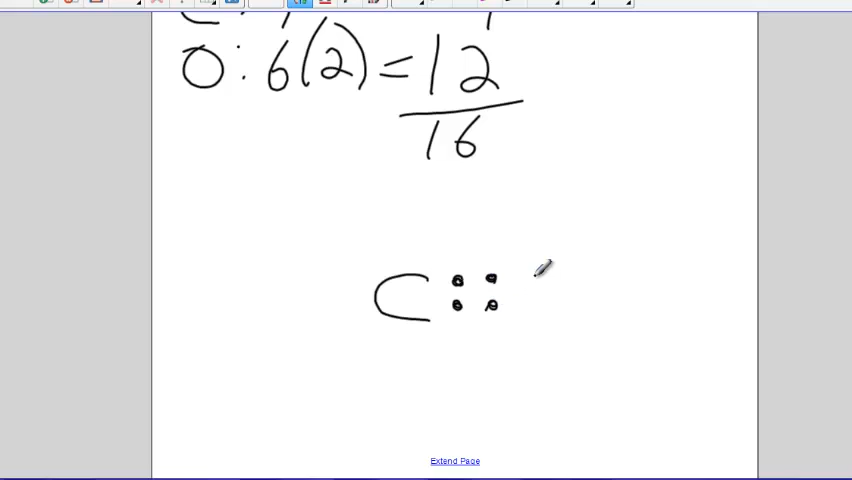 O: 6(2) = 12
16
C::
Extend Page